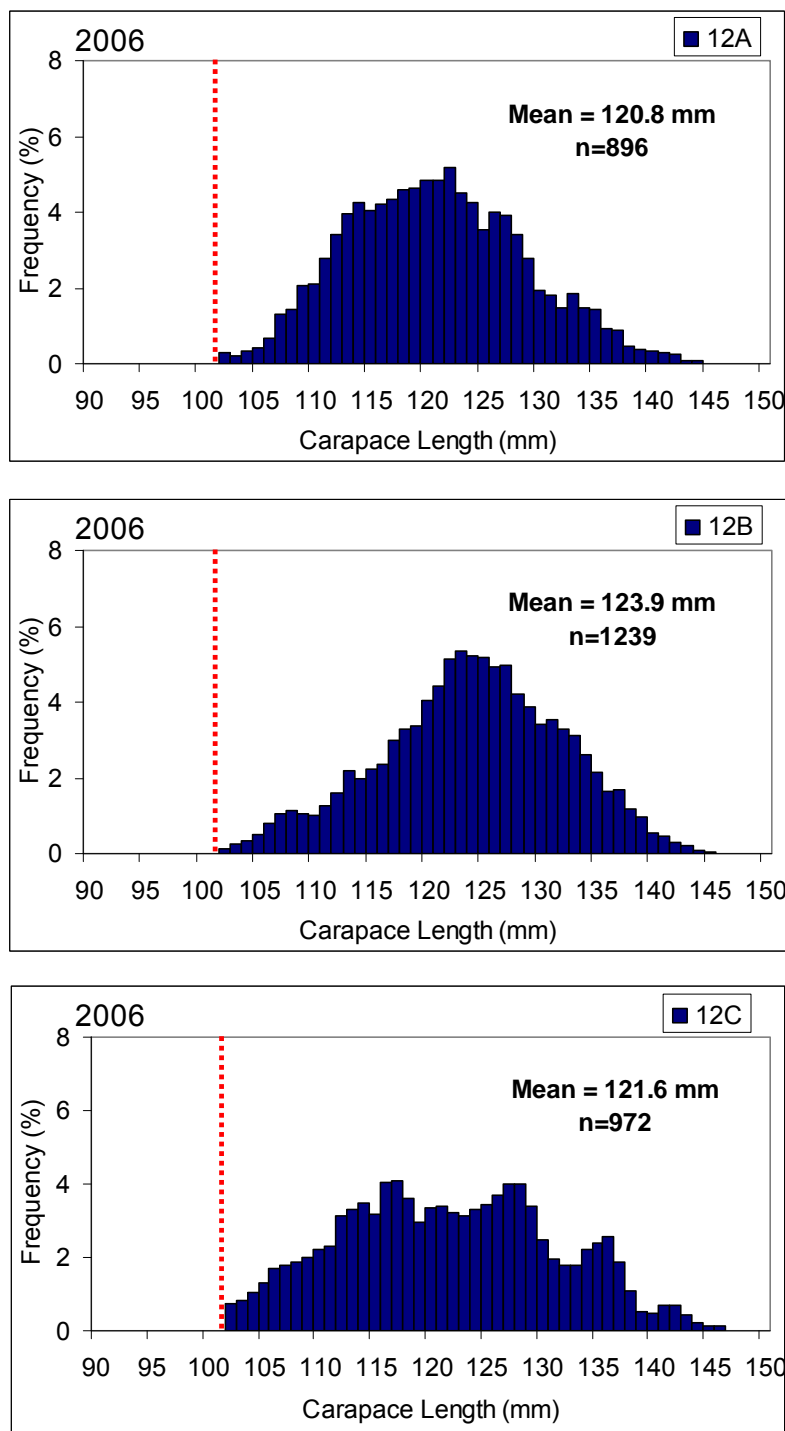 2006
12A
8
Mean = 120.8 mm
n=896
6
4
2
0
Frequency (%)
90 95 100 105 110 115 120 125 130 135 140 145 150
Carapace Length (mm)
2006
12B
8
Mean = 123.9 mm
n=1239
6
4
2
0
Frequency (%)
90 95 100 105 110 115 120 125 130 135 140 145 150
Carapace Length (mm)
2006
12C
8
Mean = 121.6 mm
n=972
6
4
2
0
Frequency (%)
90 95 100 105 110 115 120 125 130 135 140 145 150
Carapace Length (mm)